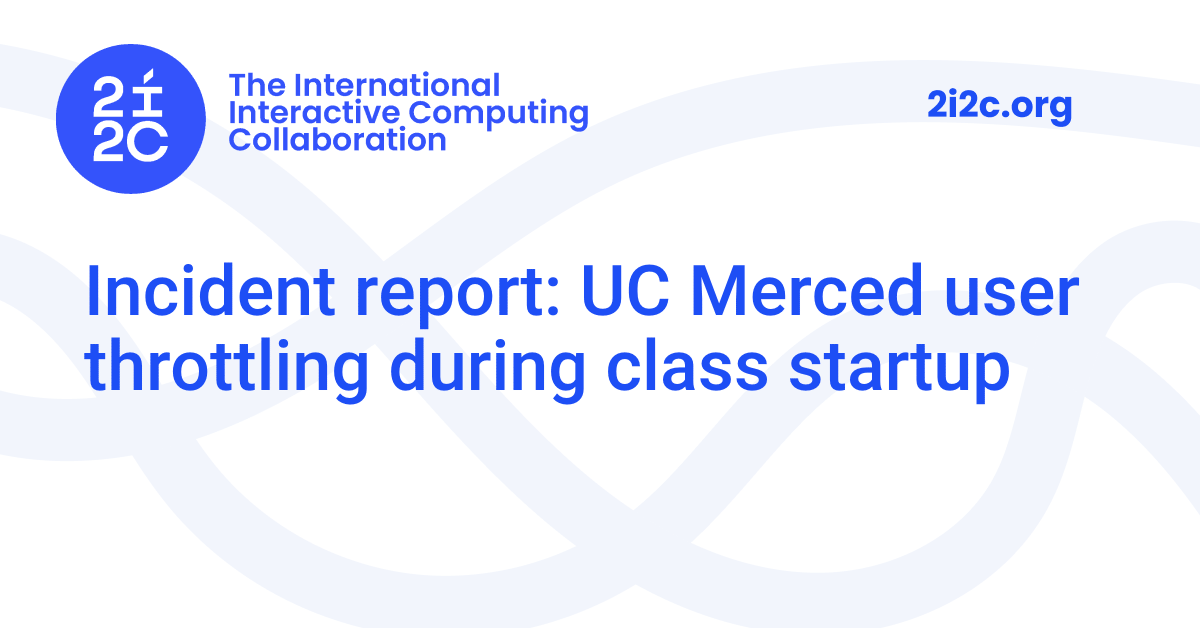 2i
2C
The International
Interactive Computing
Collaboration
2i2c.org
Incident report: UC Merced user
throttling during class startup